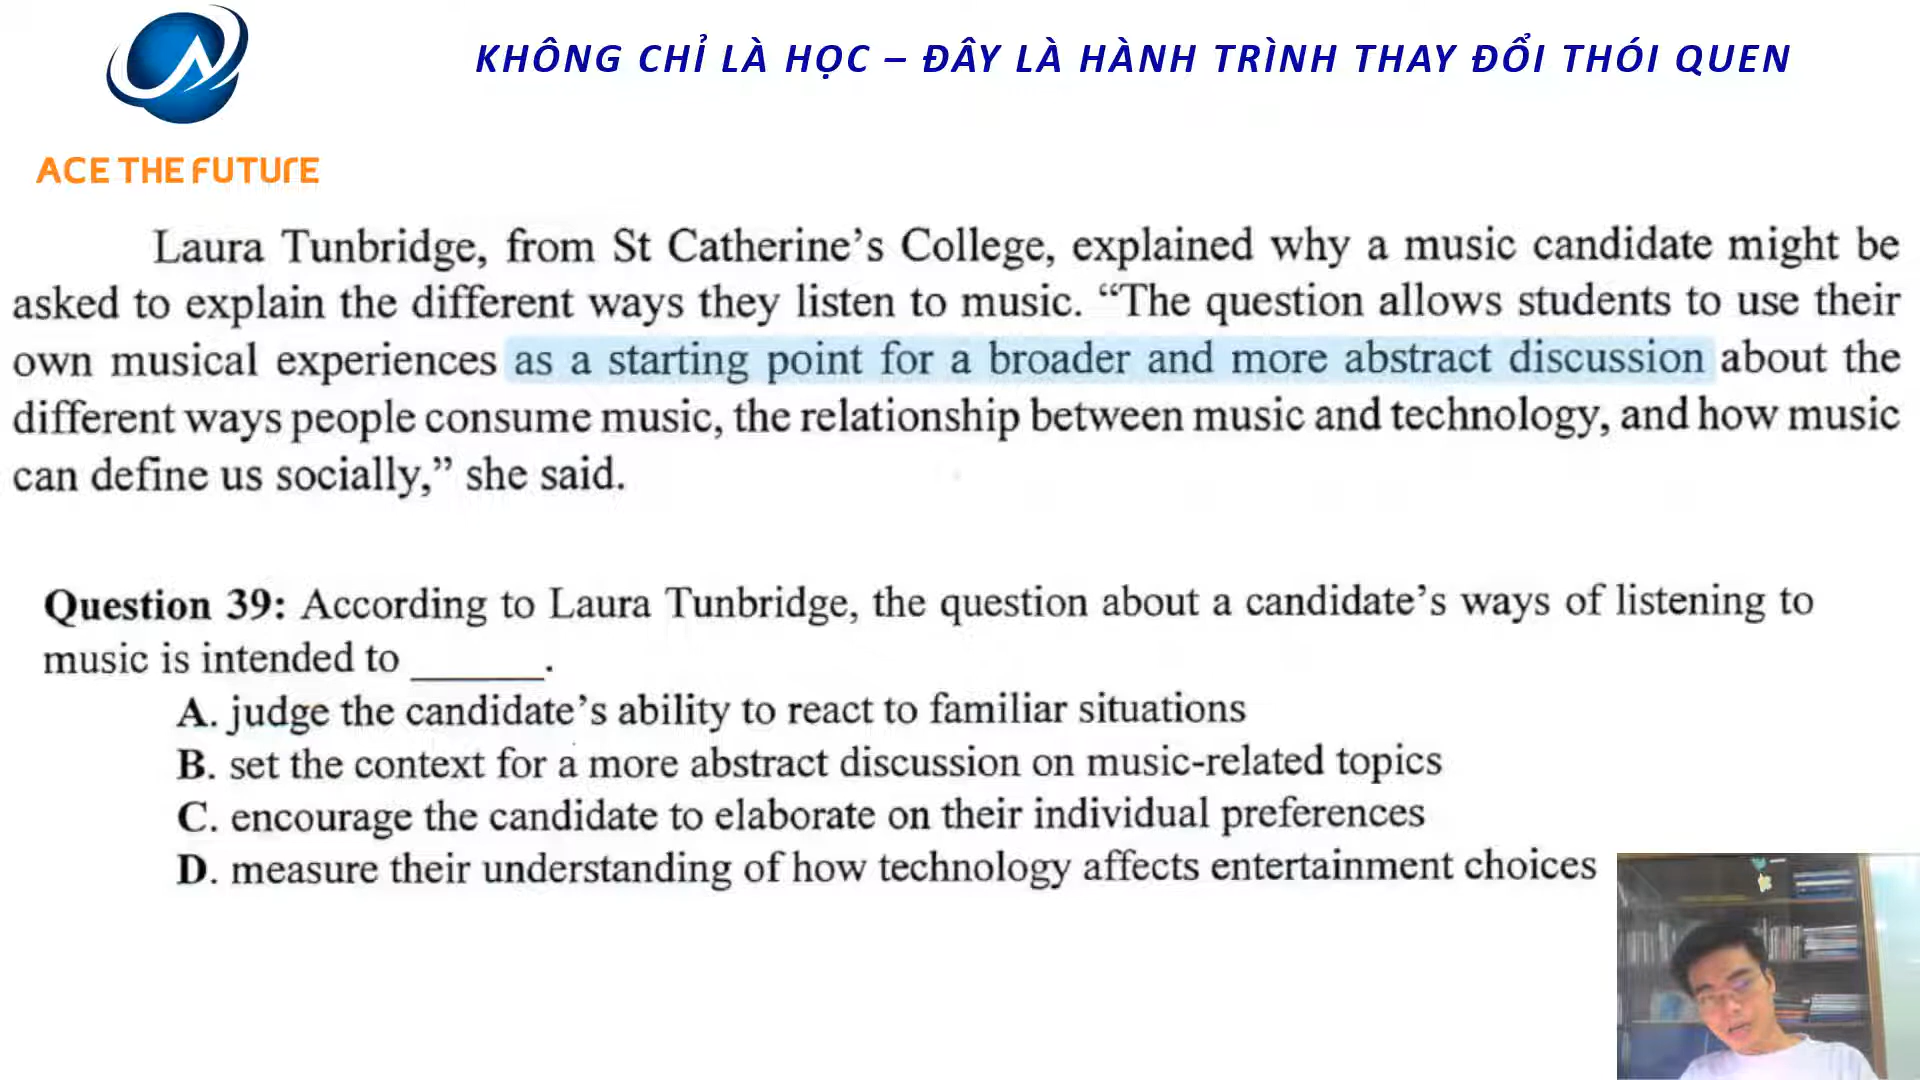 KHÔNG CHỈ LÀ HỌC – ĐÂY LÀ HÀNH TRÌNH THAY ĐỔI THÓI QUEN
ACE THE FUTURE
Laura Tunbridge, from St Catherine’s College, explained why a music candidate might be
asked to explain the different ways they listen to music. “The question allows students to use their
own musical experiences as a starting point for a broader and more abstract discussion about the
different ways people consume music, the relationship between music and technology, and how music
can define us socially,” she said.
Question 39: According to Laura Tunbridge, the question about a candidate’s ways of listening to
music is intended to ______.
A. judge the candidate’s ability to react to familiar situations
B. set the context for a more abstract discussion on music-related topics
C. encourage the candidate to elaborate on their individual preferences
D. measure their understanding of how technology affects entertainment choices